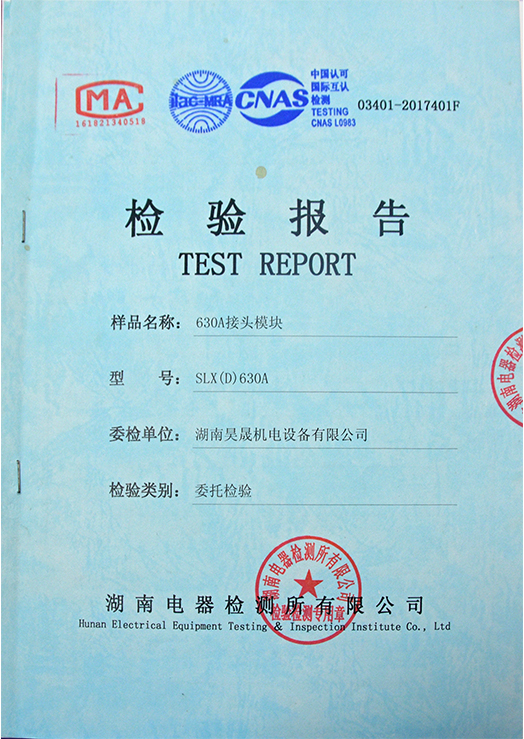 MA
161821340518
ilac-MRA
CNAS
中国认可
国际互认
检测
TESTING
CNAS L0983
03401-2017401F
检 验 报 告
TEST REPORT
样品名称: 630A接头模块
型 号: SLX(D)630A
委检单位: 湖南昊晟机电设备有限公司
检验类别: 委托检验
湖南电器检测所有限公司
检验检测专用章
湖南电器检测所有限公司
Hunan Electrical Equipment Testing & Inspection Institute Co., Ltd
湖南电器检